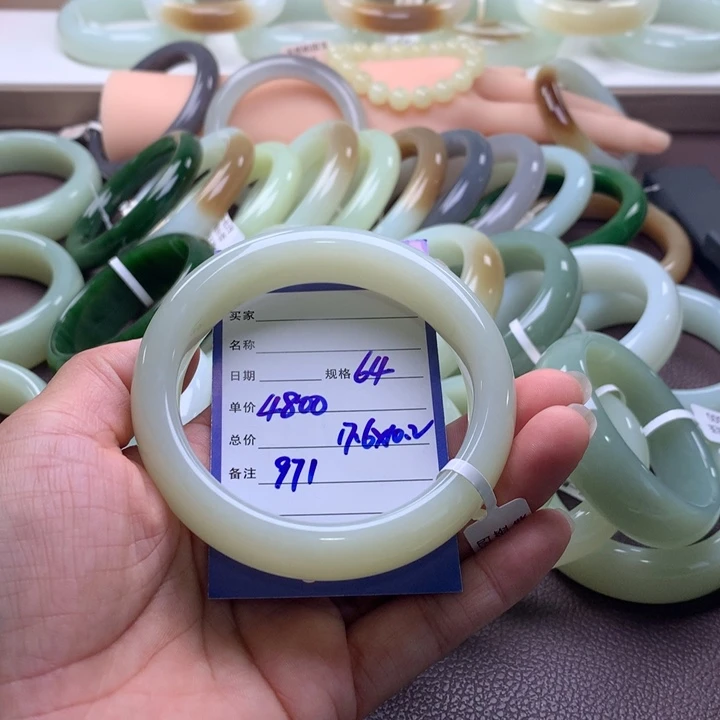 买家
名称
日期 规格 64
单价 4800
总价 17.6x10.2
备注 971